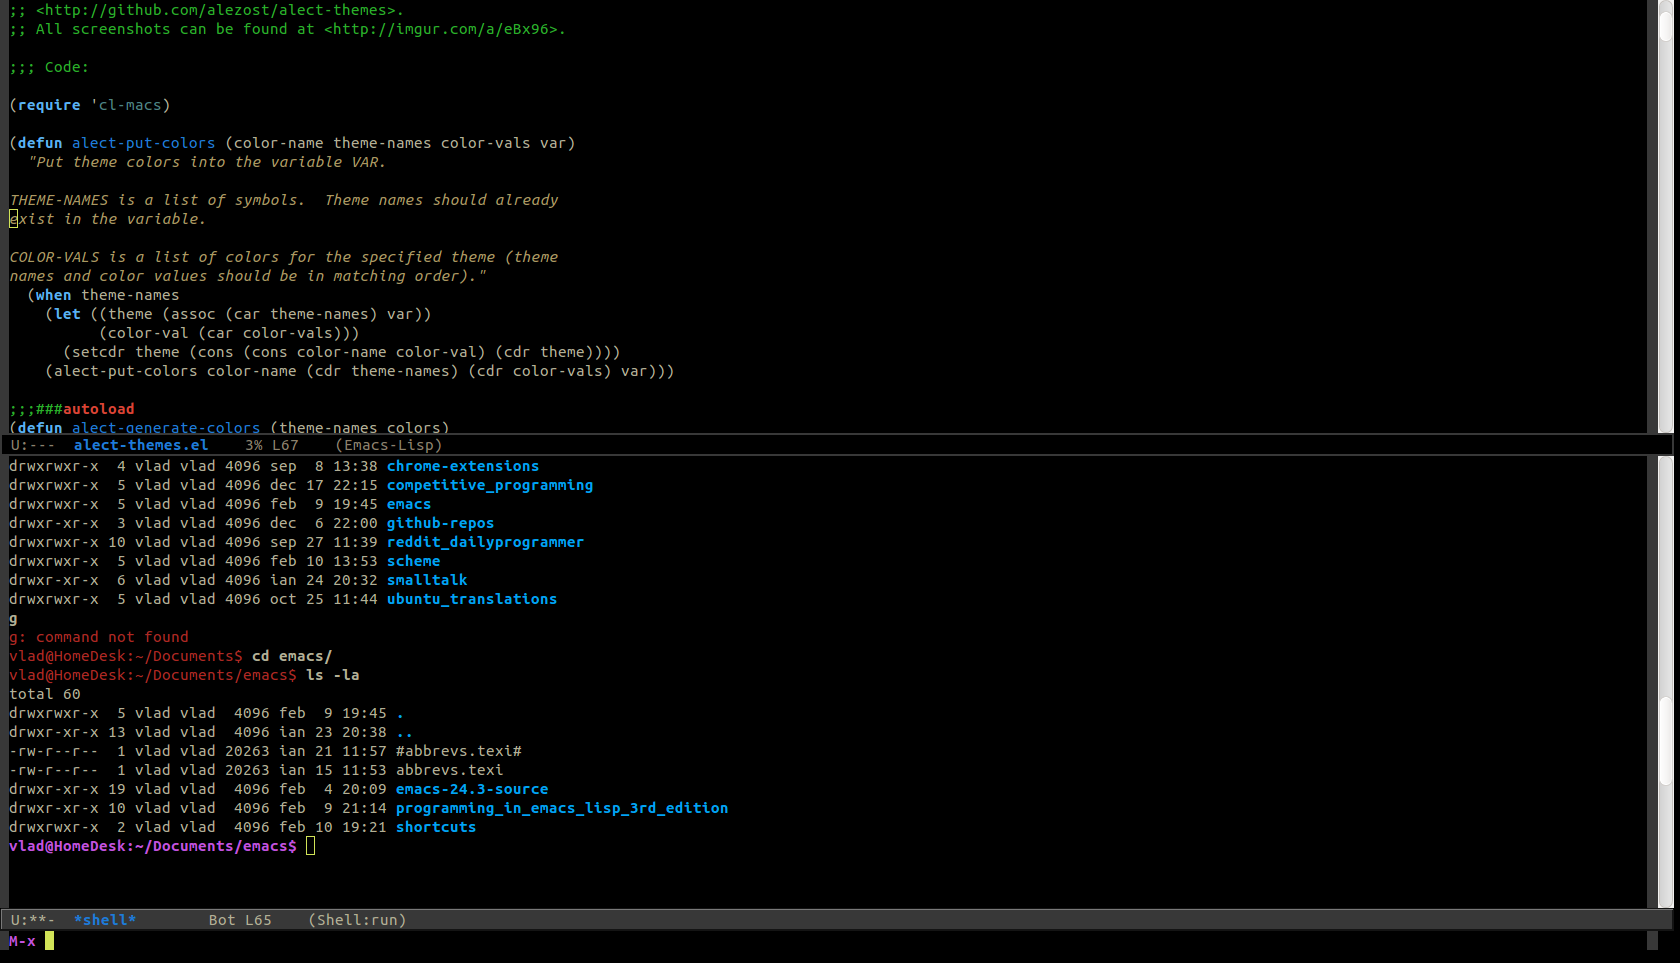 ;; <http://github.com/alezost/alect-themes>.
;; All screenshots can be found at <http://imgur.com/a/eBx96>.

;;; Code:

(require 'cl-macs)

(defun alect-put-colors (color-name theme-names color-vals var)
  "Put theme colors into the variable VAR.

THEME-NAMES is a list of symbols.  Theme names should already
exist in the variable.

COLOR-VALS is a list of colors for the specified theme (theme
names and color values should be in matching order)."
  (when theme-names
    (let ((theme (assoc (car theme-names) var))
          (color-val (car color-vals)))
      (setcdr theme (cons (cons color-name color-val) (cdr theme))))
    (alect-put-colors color-name (cdr theme-names) (cdr color-vals) var)))

;;;###autoload
(defun alect-generate-colors (theme-names colors)
U:---  alect-themes.el    3% L67    (Emacs-Lisp)
drwxrwxr-x  4 vlad vlad 4096 sep  8 13:38 chrome-extensions
drwxrwxr-x  5 vlad vlad 4096 dec 17 22:15 competitive_programming
drwxrwxr-x  5 vlad vlad 4096 feb  9 19:45 emacs
drwxr-xr-x  3 vlad vlad 4096 dec  6 22:00 github-repos
drwxrwxr-x 10 vlad vlad 4096 sep 27 11:39 reddit_dailyprogrammer
drwxrwxr-x  5 vlad vlad 4096 feb 10 13:53 scheme
drwxr-xr-x  6 vlad vlad 4096 ian 24 20:32 smalltalk
drwxrwxr-x  5 vlad vlad 4096 oct 25 11:44 ubuntu_translations
g
g: command not found
vlad@HomeDesk:~/Documents$ cd emacs/
vlad@HomeDesk:~/Documents/emacs$ ls -la
total 60
drwxrwxr-x  5 vlad vlad  4096 feb  9 19:45 .
drwxr-xr-x 13 vlad vlad  4096 ian 23 20:38 ..
-rw-r--r--  1 vlad vlad 20263 ian 21 11:57 #abbrevs.texi#
-rw-r--r--  1 vlad vlad 20263 ian 15 11:53 abbrevs.texi
drwxr-xr-x 19 vlad vlad  4096 feb  4 20:09 emacs-24.3-source
drwxr-xr-x 10 vlad vlad  4096 feb  9 21:14 programming_in_emacs_lisp_3rd_edition
drwxrwxr-x  2 vlad vlad  4096 feb 10 19:21 shortcuts
vlad@HomeDesk:~/Documents/emacs$
U:**-  *shell*        Bot L65    (Shell:run)
M-x